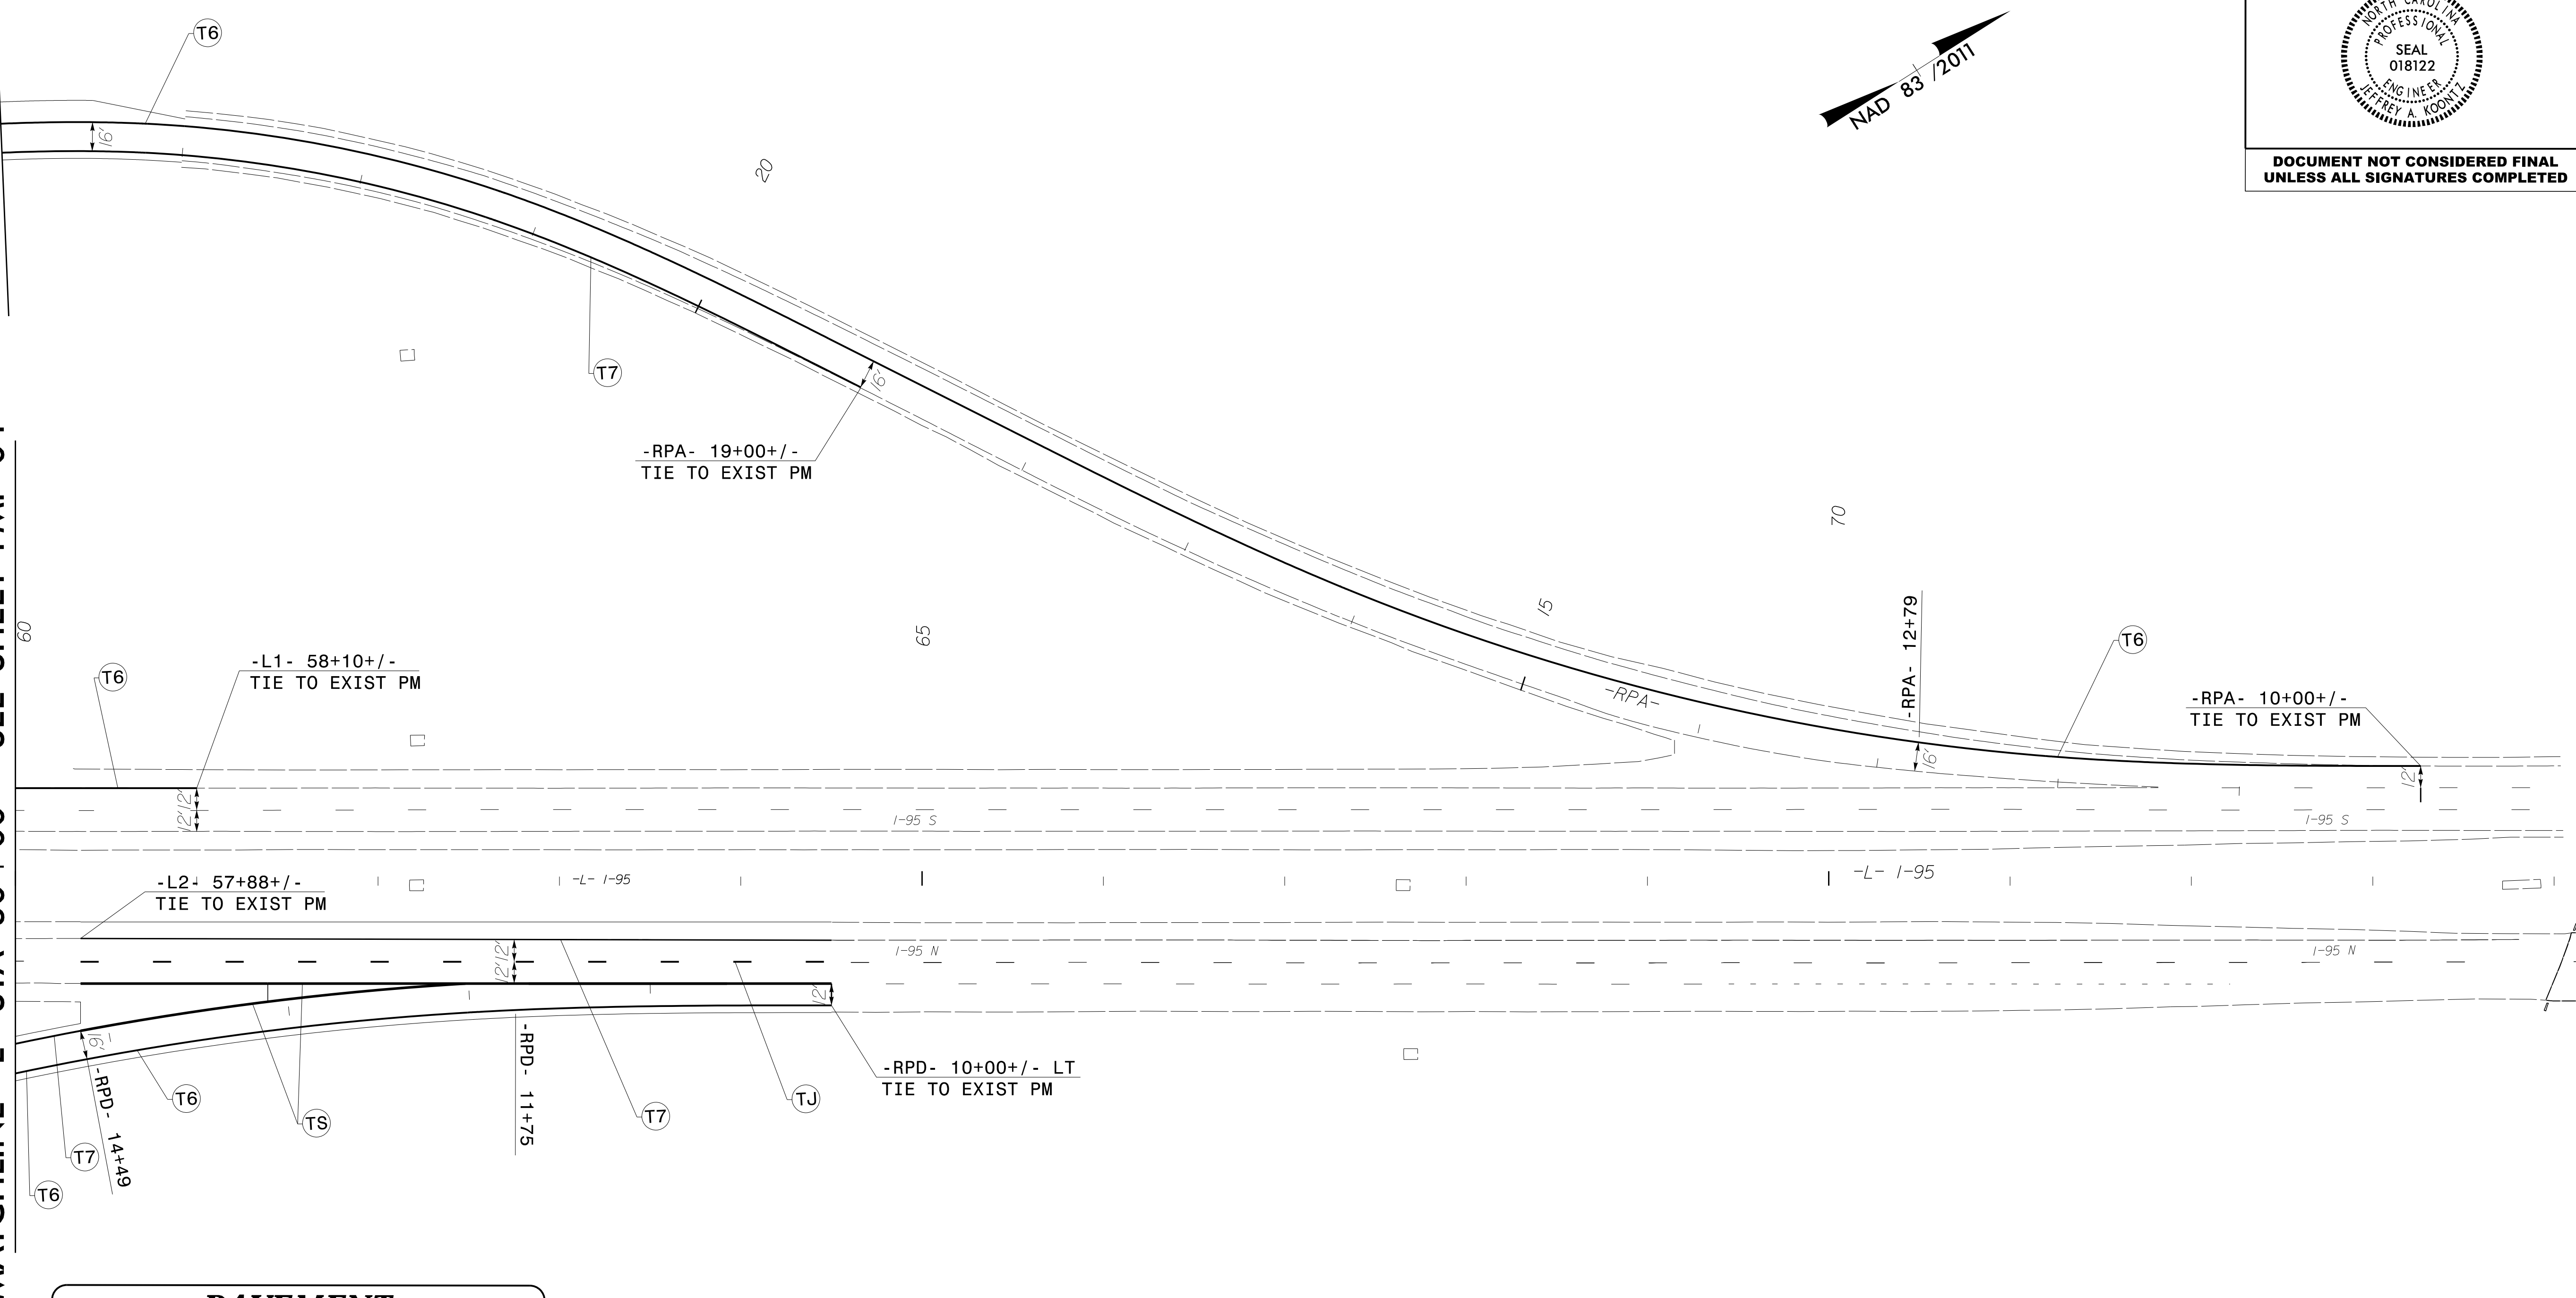 T6
16'
20
NAD 83 /2011
NORTH CAROLINA
PROFESSIONAL
SEAL
018122
ENGINEER
JEFFREY A. KOONTZ
DOCUMENT NOT CONSIDERED FINAL
UNLESS ALL SIGNATURES COMPLETED
T7
16'
-RPA- 19+00+/-
TIE TO EXIST PM
70
15
60
65
-RPA- 12+79
T6
-L1- 58+10+/-
TIE TO EXIST PM
T6
-RPA-
-RPA- 10+00+/-
TIE TO EXIST PM
16'
12'
12'
12'
I-95 S
I-95 S
-L2- 57+88+/-
TIE TO EXIST PM
-L- I-95
-L- I-95
12'
12'
I-95 N
I-95 N
12'
16'
-RPD- 14+49
-RPD- 11+75
-RPD- 10+00+/- LT
TIE TO EXIST PM
T6
TS
T7
TJ
T7
T6
PAVEMENT